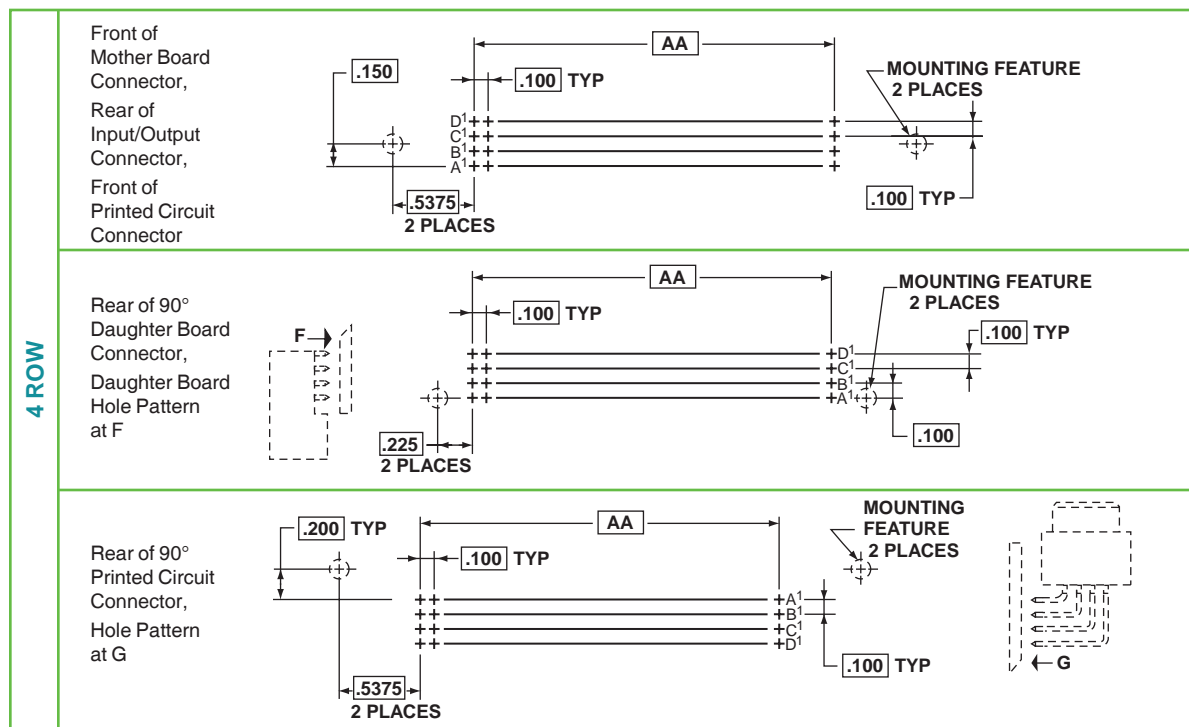 4 ROW
Front of
Mother Board
Connector,
Rear of
Input/Output
Connector,
Front of
Printed Circuit
Connector
.150
AA
.100 TYP
MOUNTING FEATURE
2 PLACES
D1
C1
B1
A1
.5375
2 PLACES
.100 TYP
Rear of 90°
Daughter Board
Connector,
Daughter Board
Hole Pattern
at F
F
AA
.100 TYP
MOUNTING FEATURE
2 PLACES
.100 TYP
D1
C1
B1
A1
.225
2 PLACES
.100
Rear of 90°
Printed Circuit
Connector,
Hole Pattern
at G
.200 TYP
AA
.100 TYP
MOUNTING
FEATURE
2 PLACES
A1
B1
C1
D1
.5375
2 PLACES
.100 TYP
G